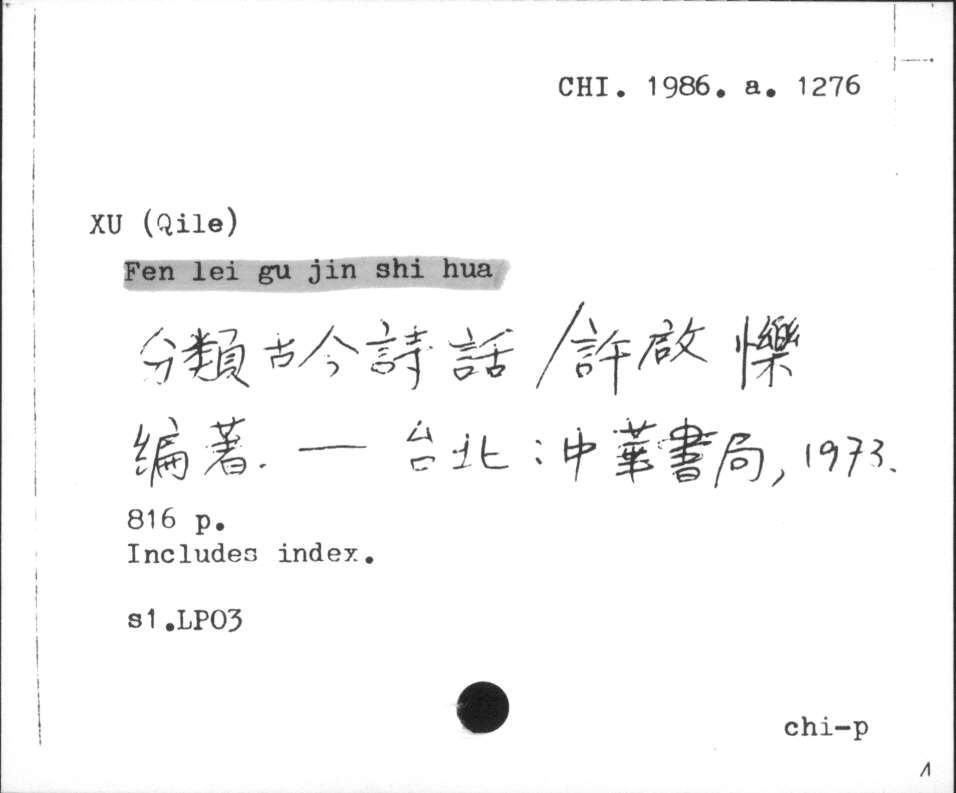 CHI. 1986. a. 1276
XU (Qile)
Fen lei gu jin shi hua
分類古今詩話/許啟懌
編著. — 台北:中華書局, 1973.
816 p.
Includes index.
s1.LP03
chi-p
1